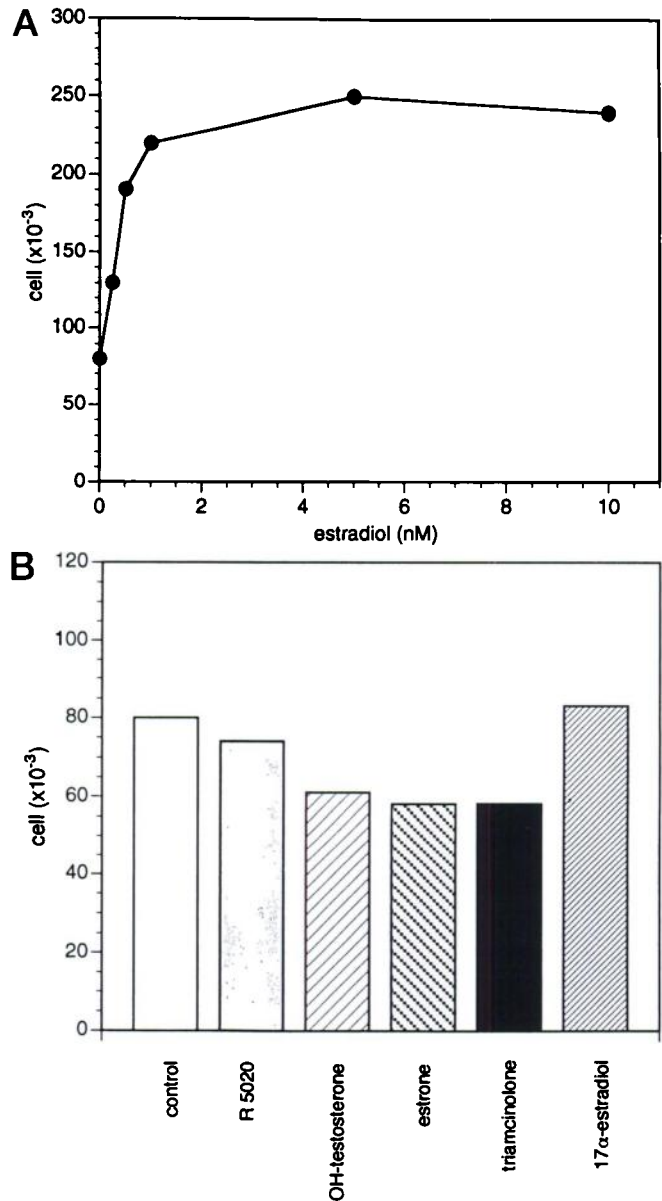 A
300
250
200
150
100
50
0
cell (x10-3)
0 2 4 6 8 10
estradiol (nM)
B
120
100
80
60
40
20
0
cell (x10-3)
control
R 5020
OH-testosterone
estrone
triamcinolone
17α-estradiol